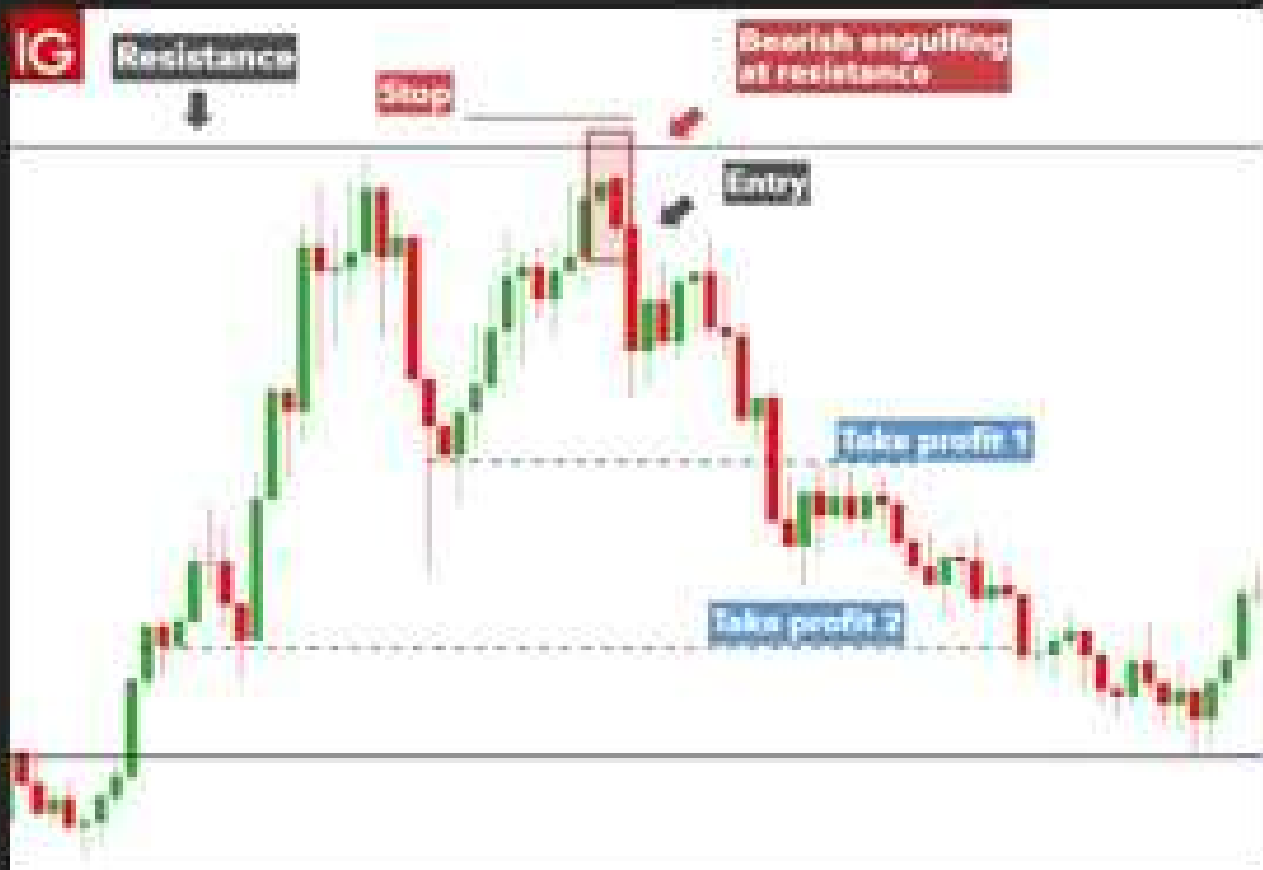 IG
Resistance
Stop
Bearish engulfing
at resistance
Entry
Take profit 1
Take profit 2